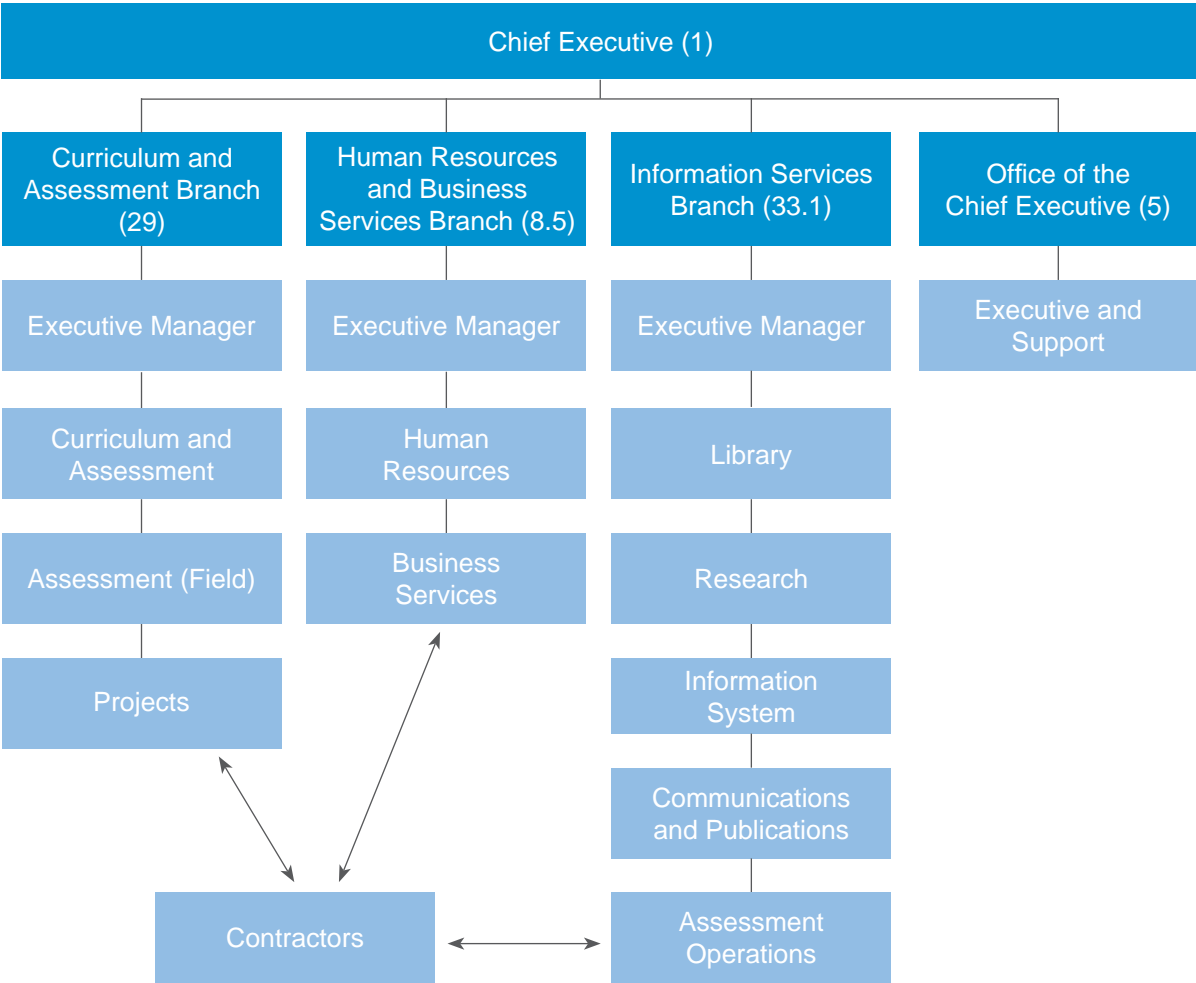 Chief Executive (1)
Curriculum and
Assessment Branch
(29)
Human Resources
and Business
Services Branch (8.5)
Information Services
Branch (33.1)
Office of the
Chief Executive (5)
Executive Manager
Executive Manager
Executive Manager
Executive and
Support
Curriculum and
Assessment
Human
Resources
Library
Assessment (Field)
Business
Services
Research
Projects
Information
System
Communications
and Publications
Contractors
Assessment
Operations